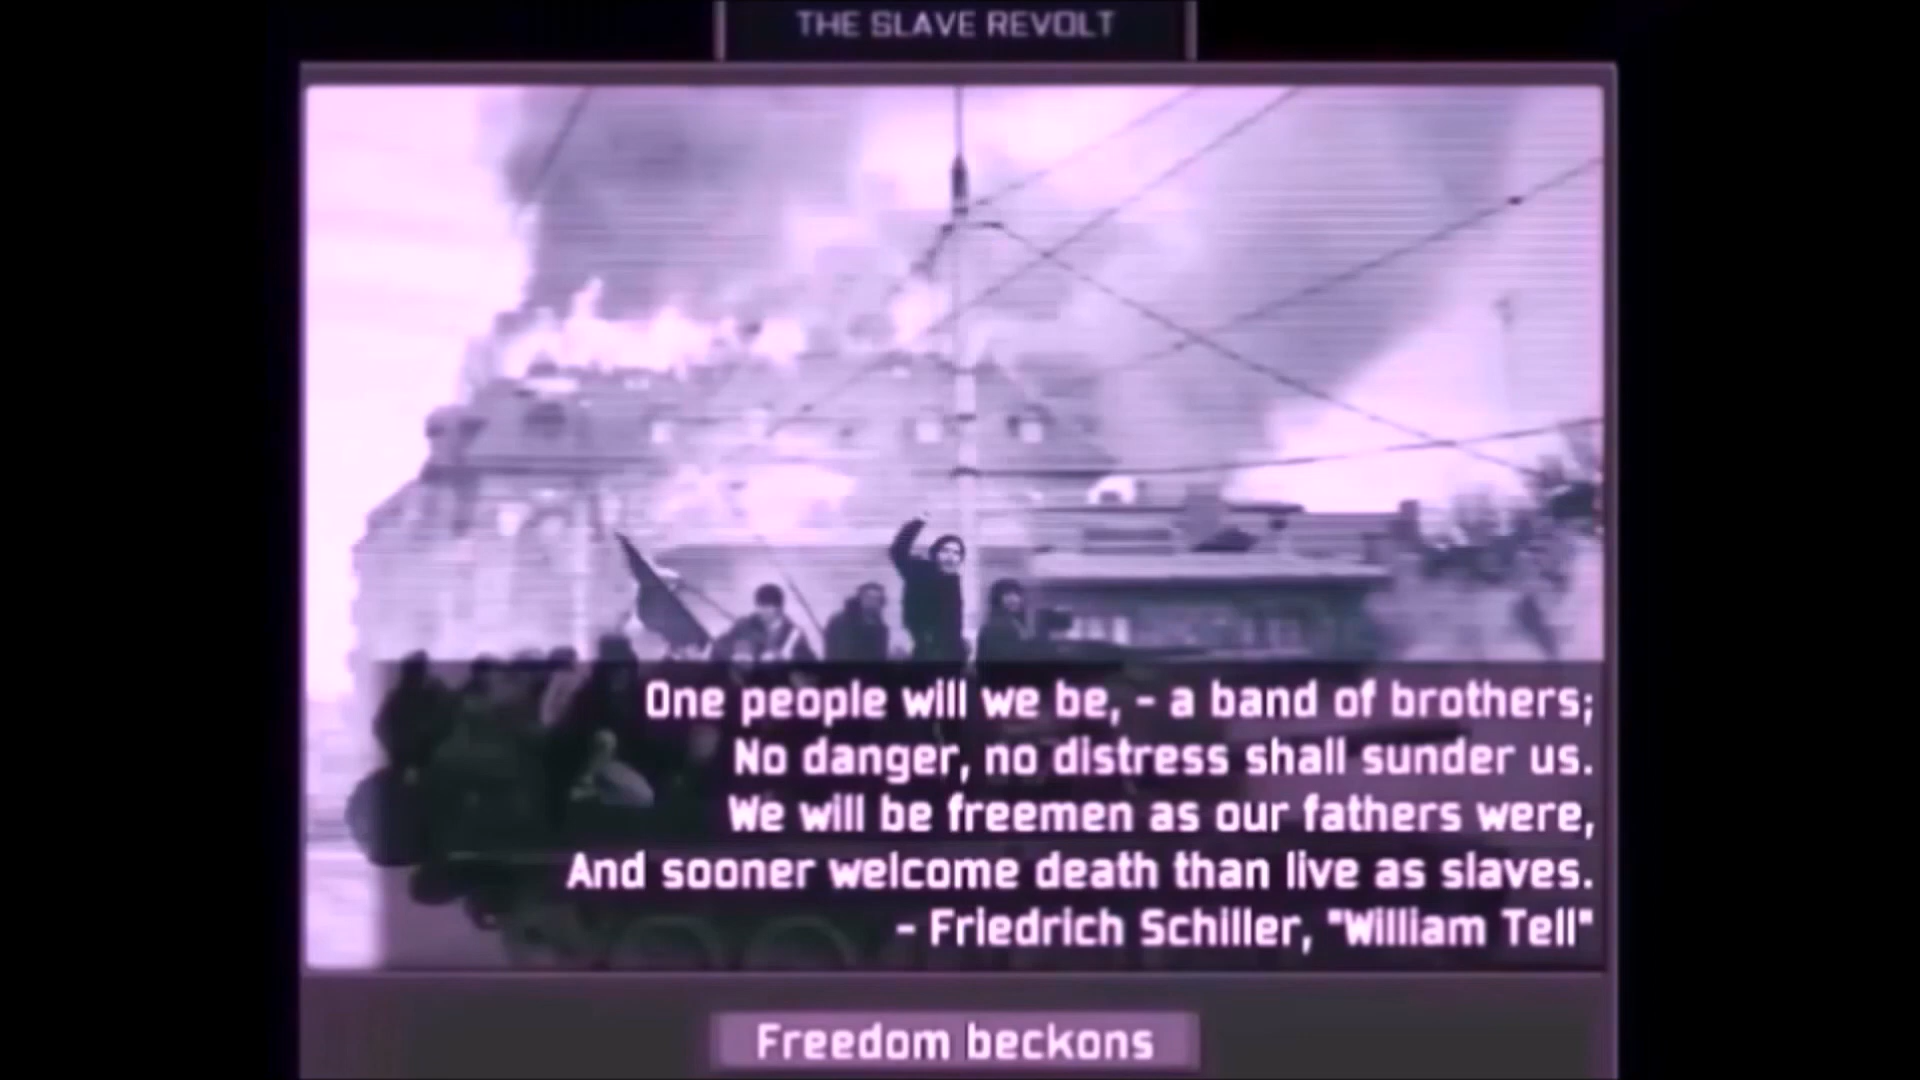 THE SLAVE REVOLT
One people will we be, - a band of brothers;
No danger, no distress shall sunder us.
We will be freemen as our fathers were,
And sooner welcome death than live as slaves.
- Friedrich Schiller, "William Tell"
Freedom beckons